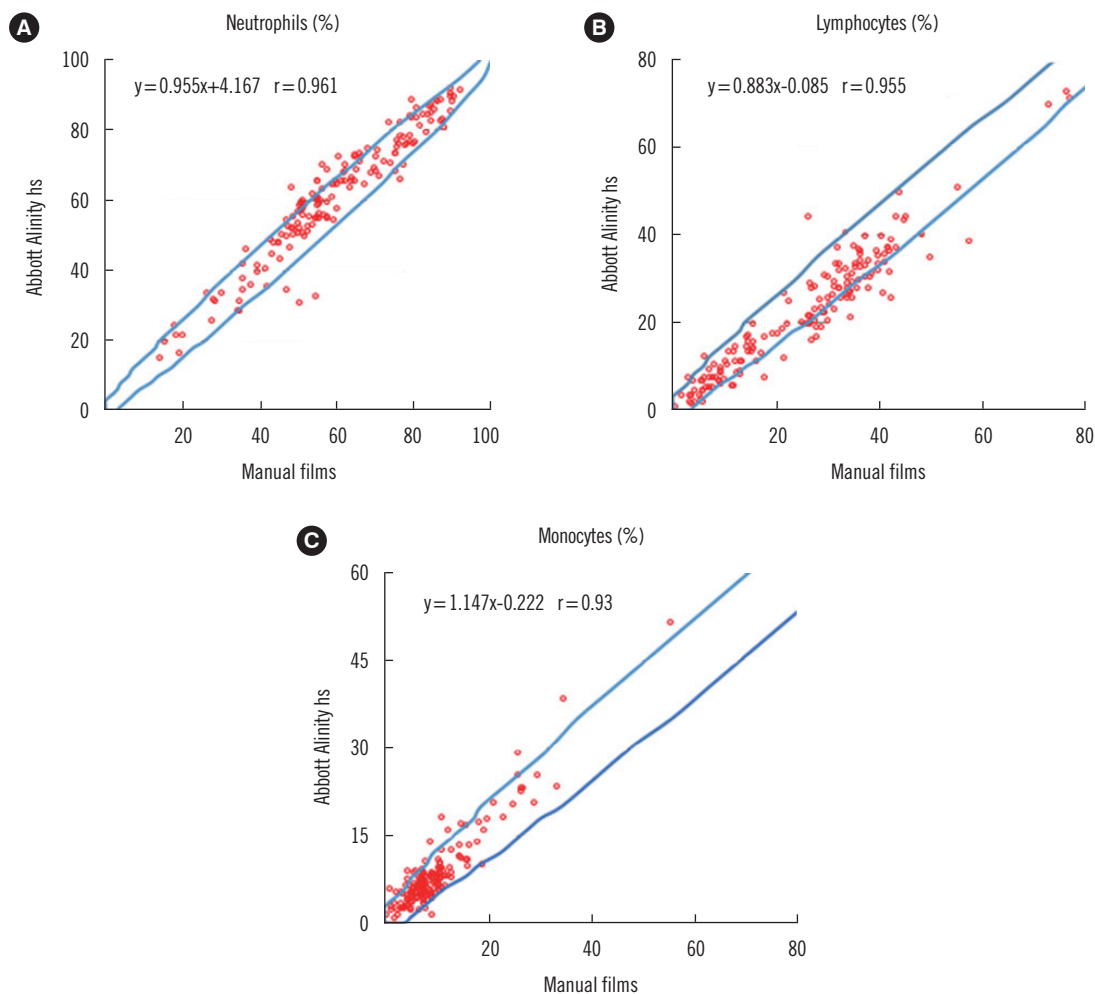 A
Neutrophils (%)
y=0.955x+4.167 r=0.961
100
80
60
40
20
0
Abbott Alinity hs
20 40 60 80 100
Manual films
B
Lymphocytes (%)
y=0.883x-0.085 r=0.955
80
60
40
20
0
Abbott Alinity hs
20 40 60 80
Manual films
C
Monocytes (%)
y=1.147x-0.222 r=0.93
60
45
30
15
0
Abbott Alinity hs
20 40 60 80
Manual films